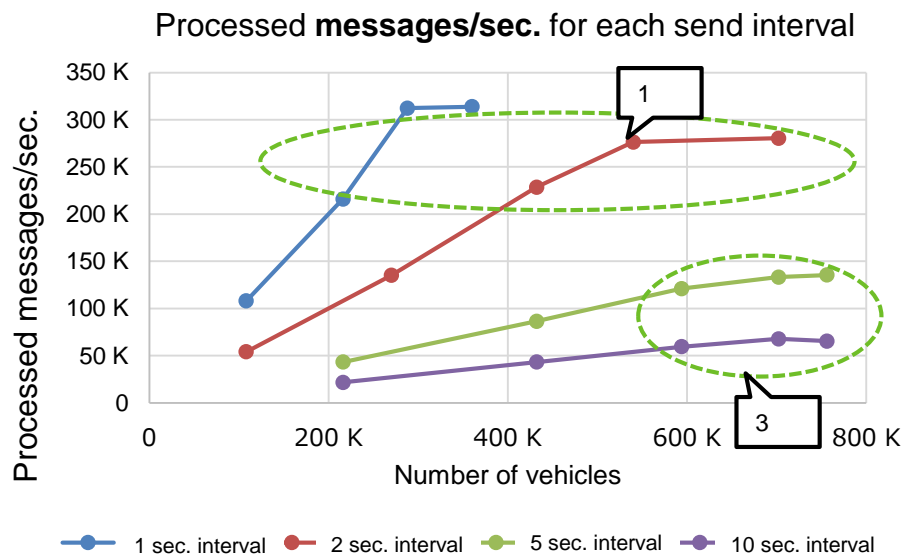 Processed messages/sec. for each send interval
Processed messages/sec.
350 K
300 K
250 K
200 K
150 K
100 K
50 K
0
1
3
0
200 K
400 K
600 K
800 K
Number of vehicles
1 sec. interval
2 sec. interval
5 sec. interval
10 sec. interval